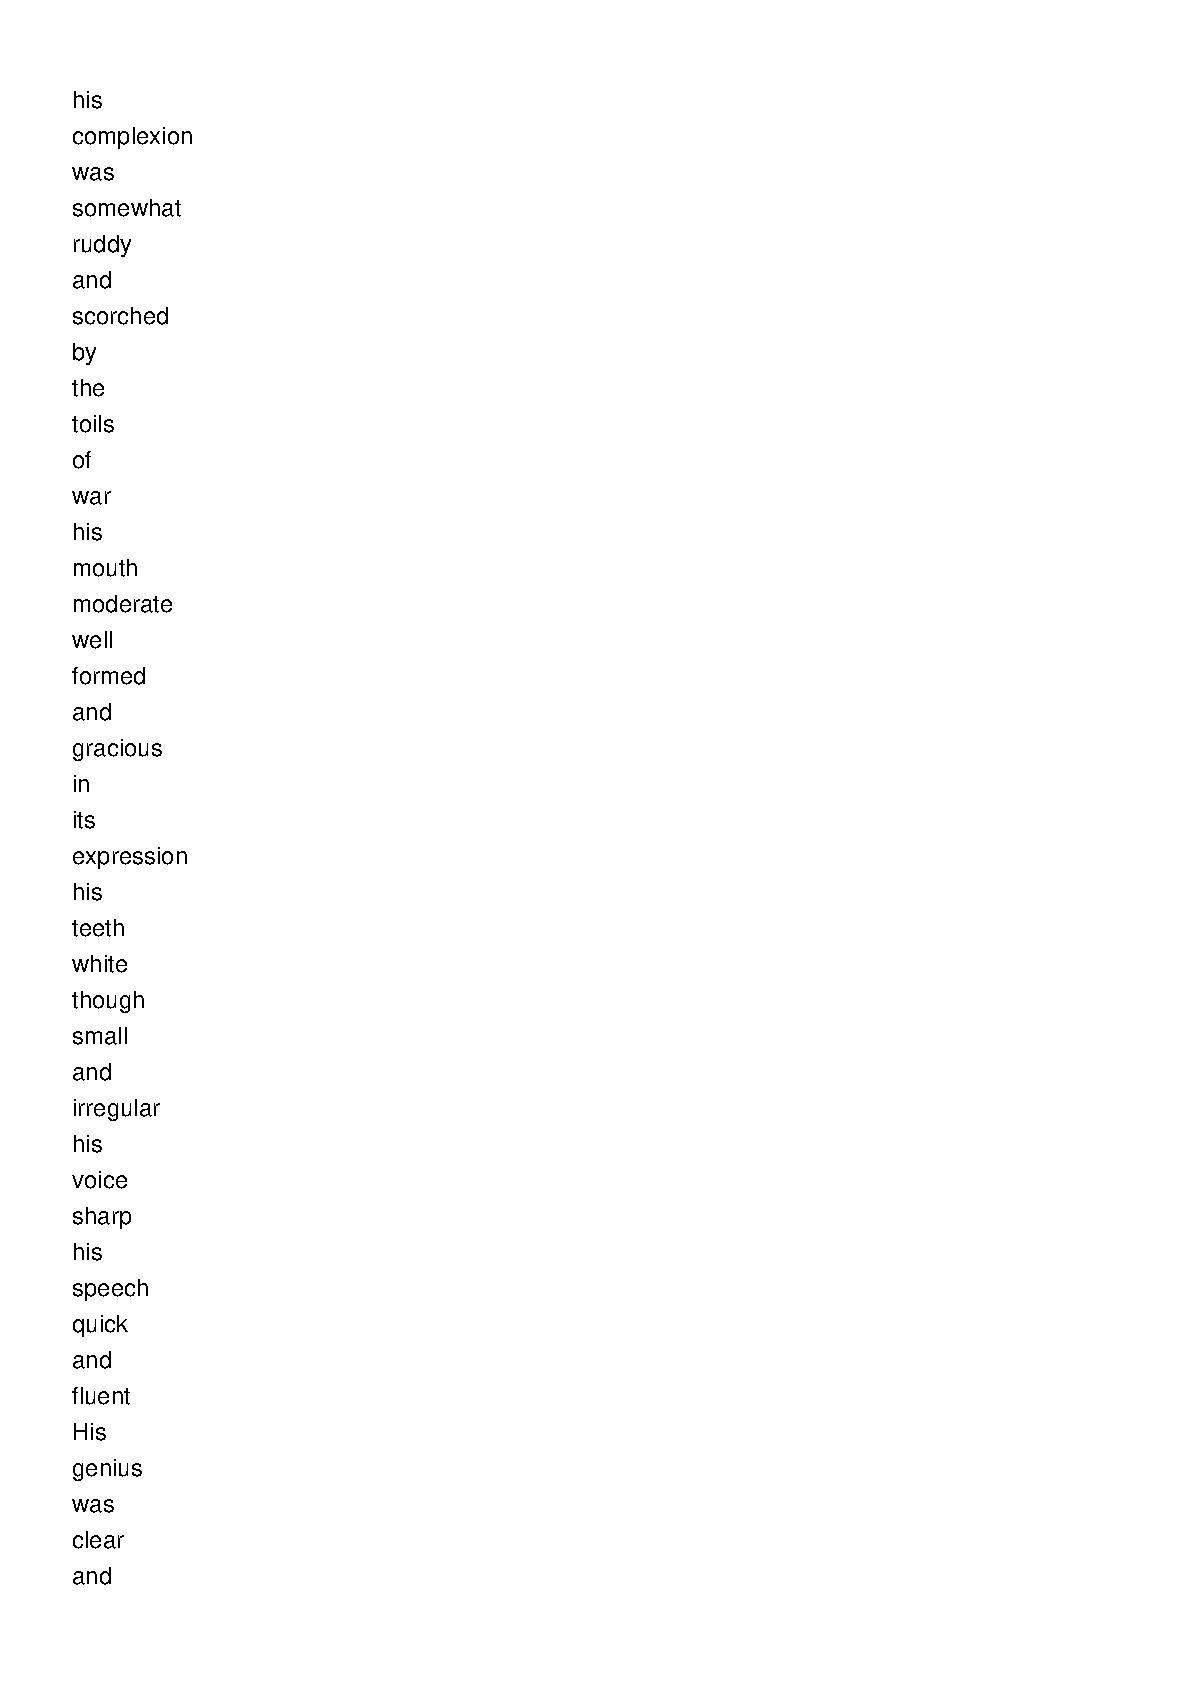 his
complexion
was
somewhat
ruddy
and
scorched
by
the
toils
of
war
his
mouth
moderate
well
formed
and
gracious
in
its
expression
his
teeth
white
though
small
and
irregular
his
voice
sharp
his
speech
quick
and
fluent
His
genius
was
clear
and